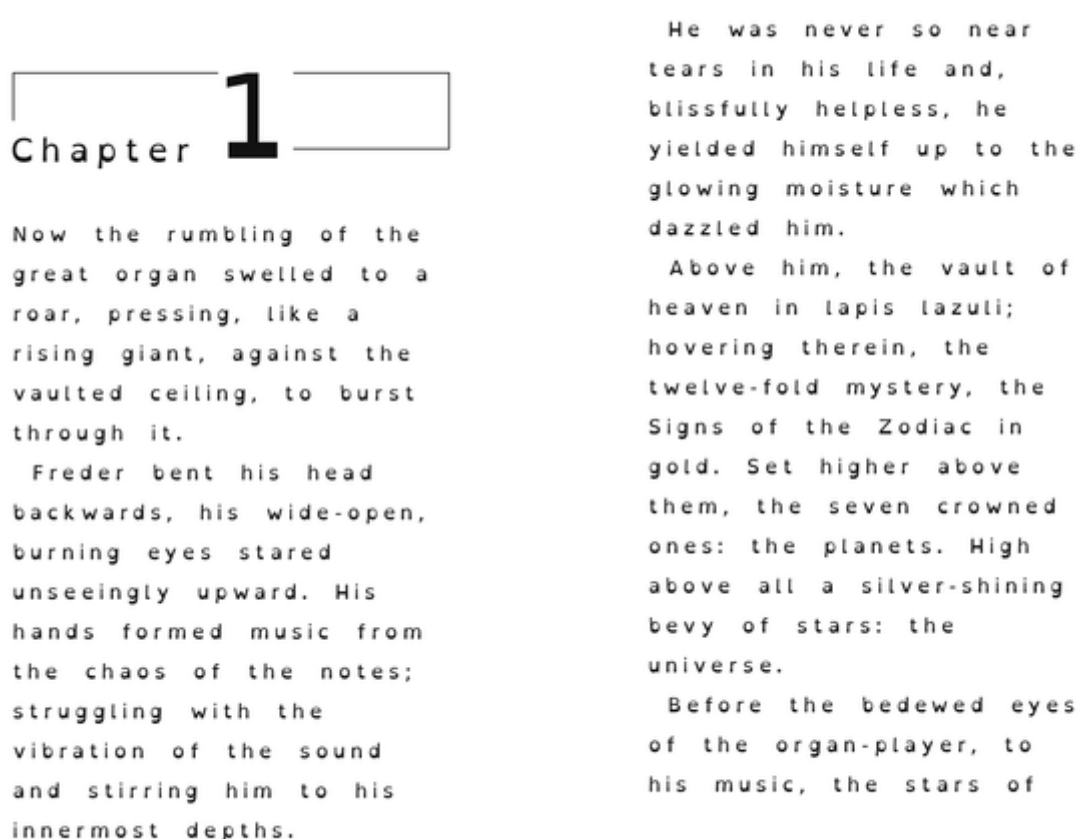 Chapter 1
Now the rumbling of the
great organ swelled to a
roar, pressing, like a
rising giant, against the
vaulted ceiling, to burst
through it.
Freder bent his head
backwards, his wide-open,
burning eyes stared
unseeingly upward. His
hands formed music from
the chaos of the notes;
struggling with the
vibration of the sound
and stirring him to his
innermost depths.
He was never so near
tears in his life and,
blissfully helpless, he
yielded himself up to the
glowing moisture which
dazzled him.
Above him, the vault of
heaven in lapis lazuli;
hovering therein, the
twelve-fold mystery, the
Signs of the Zodiac in
gold. Set higher above
them, the seven crowned
ones: the planets. High
above all a silver-shining
bevy of stars: the
universe.
Before the bedewed eyes
of the organ-player, to
his music, the stars of